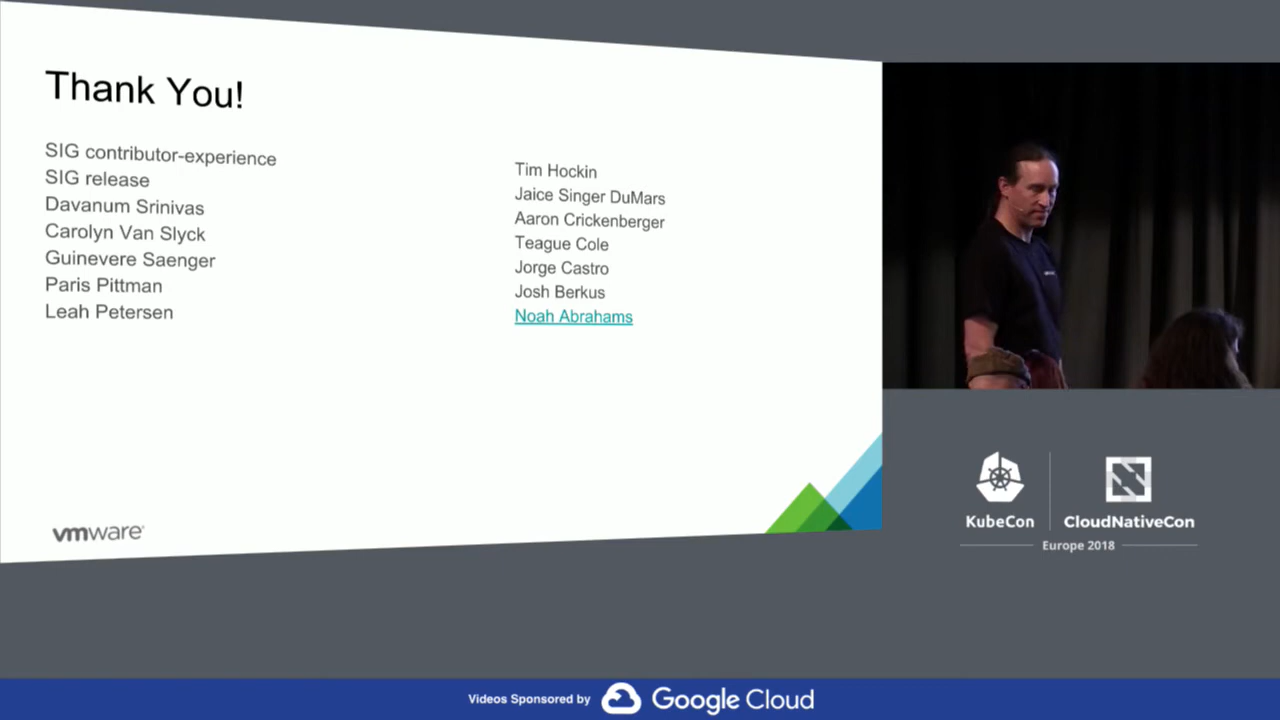 Thank You!
SIG contributor-experience
SIG release
Davanum Srinivas
Carolyn Van Slyck
Guinevere Saenger
Paris Pittman
Leah Petersen
Tim Hockin
Jaice Singer DuMars
Aaron Crickenberger
Teague Cole
Jorge Castro
Josh Berkus
Noah Abrahams
vmware
KubeCon
CloudNativeCon
Europe 2018
Videos Sponsored by Google Cloud